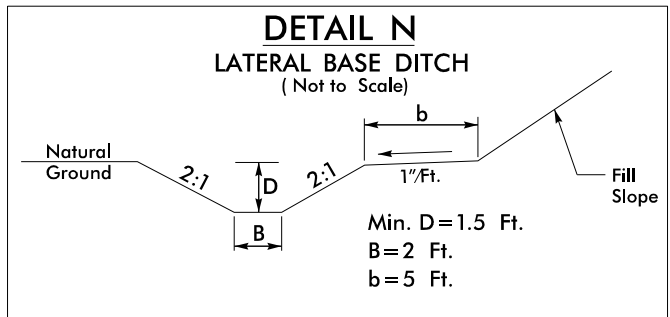 DETAIL N
LATERAL BASE DITCH
( Not to Scale)
b
Natural
Ground
2:1
D
2:1
1"/Ft.
B
Fill
Slope
Min. D=1.5 Ft.
B=2 Ft.
b=5 Ft.